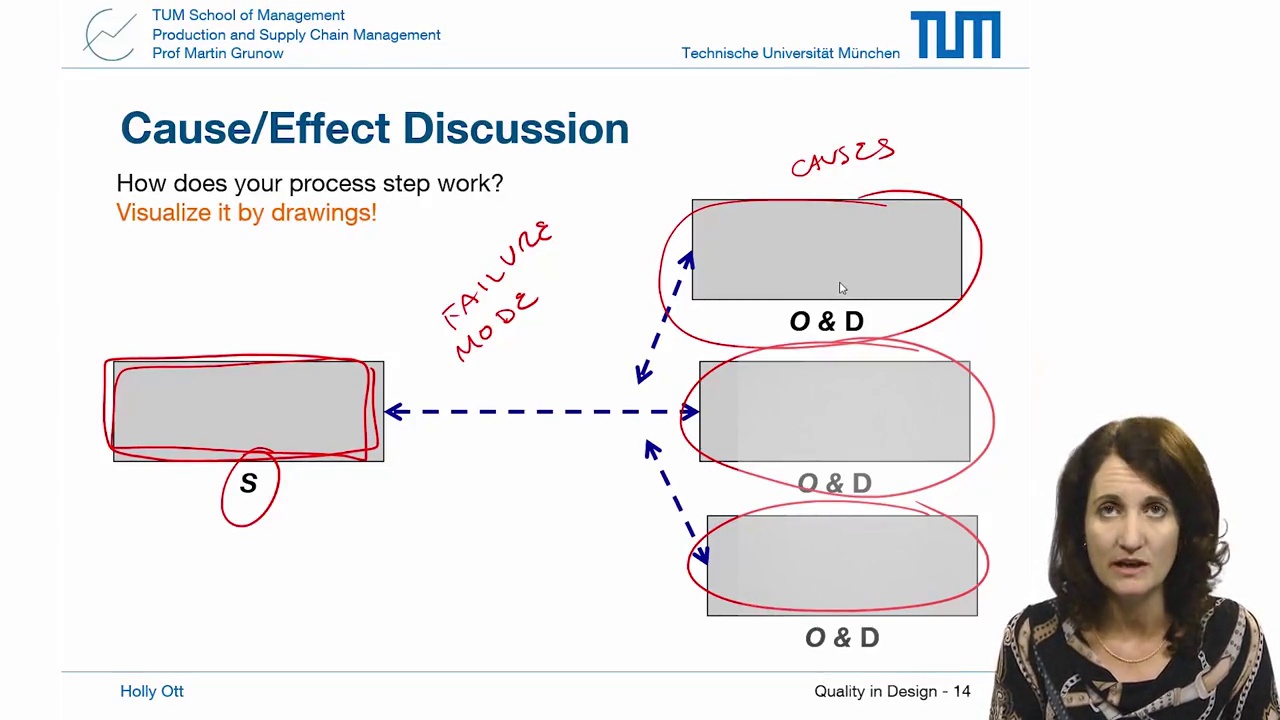 TUM School of Management
Production and Supply Chain Management
Prof Martin Grunow
Technische Universität München
TUM
Cause/Effect Discussion
How does your process step work?
Visualize it by drawings!
CAUSES
FAILURE
MODE
O & D
S
O & D
O & D
Holly Ott
Quality in Design - 14